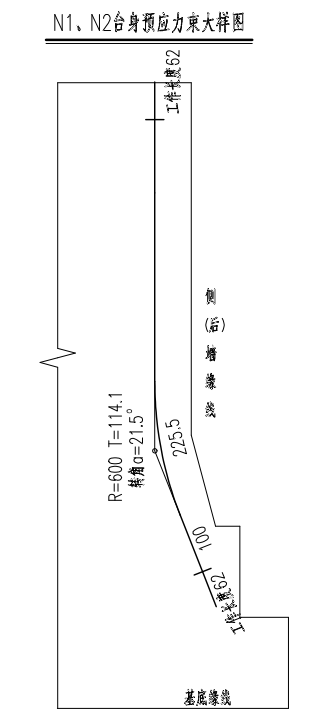 N1、N2台身预应力束大样图
工作长度62
侧
(后)
墙
缘
线
R=600 T=114.1
转角α=21.5°
225.5
100
工作长度62
基底缘线